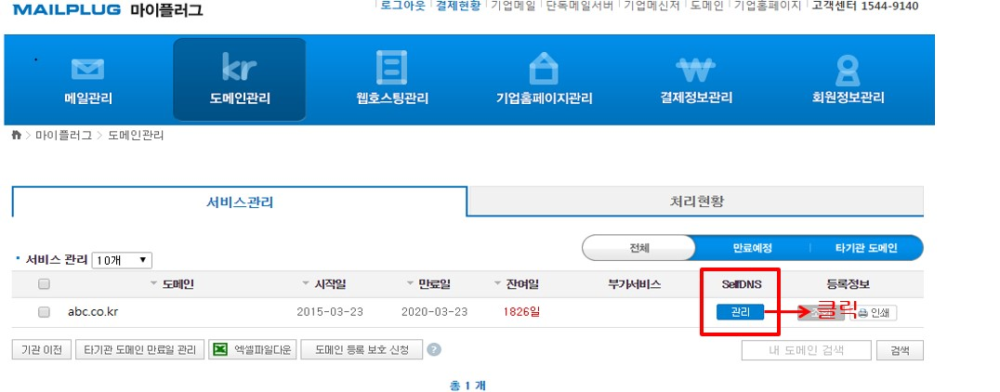 MAILPLUG 마이플러그
로그아웃 결제현황 기업메일 단독메일서버 기업메신저 도메인 기업홈페이지 고객센터 1544-9140
kr
메일관리 도메인관리 웹호스팅관리 기업홈페이지관리 결제정보관리 회원정보관리
마이플러그 > 도메인관리
서비스관리 처리현황
전체 만료예정 타기관 도메인
서비스 관리 10개
도메인 시작일 만료일 잔여일 부가서비스 SelfDNS 등록정보
abc.co.kr 2015-03-23 2020-03-23 1826일 관리 클릭 인쇄
기관 이전 타기관 도메인 만료일 관리 엑셀파일다운 도메인 등록 보호 신청 ? 내 도메인 검색 검색
총 1 개